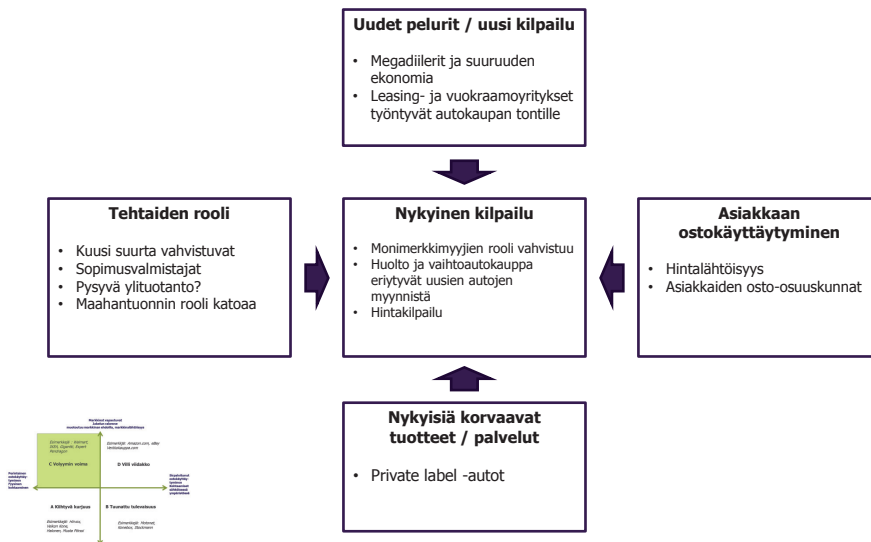 Uudet pelurit / uusi kilpailu
• Megadiilerit ja suuruuden
ekonomia
• Leasing- ja vuokraamoyritykset
työntyvät autokaupan tontille
Tehtaiden rooli
• Kuusi suurta vahvistuvat
• Sopimusvalmistajat
• Pysyvä ylituotanto?
• Maahantuonnin rooli katoaa
Nykyinen kilpailu
• Monimerkkimyyjien rooli vahvistuu
• Huolto ja vaihtoautokauppa
eriytyvät uusien autojen
myynnistä
• Hintakilpailu
Asiakkaan
ostokäyttäytyminen
• Hintalähtöisyys
• Asiakkaiden osto-osuuskunnat
Nykyisiä korvaavat
tuotteet / palvelut
• Private label -autot
C Volyymin voima
D Villi viidakko
A Kiihtyvä kurjuus
B Tuunattu tulevaisuus